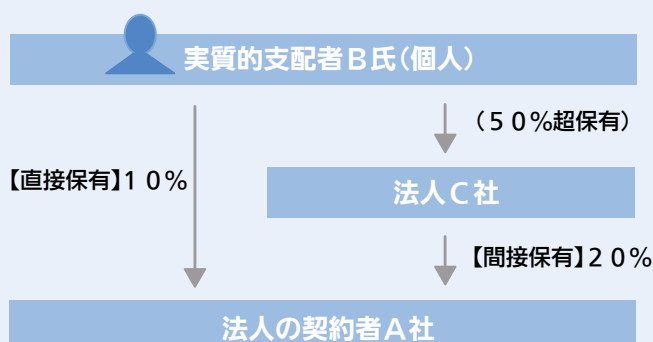 実質的支配者B氏(個人)
(50%超保有)
【直接保有】10%
法人C社
【間接保有】20%
法人の契約者A社